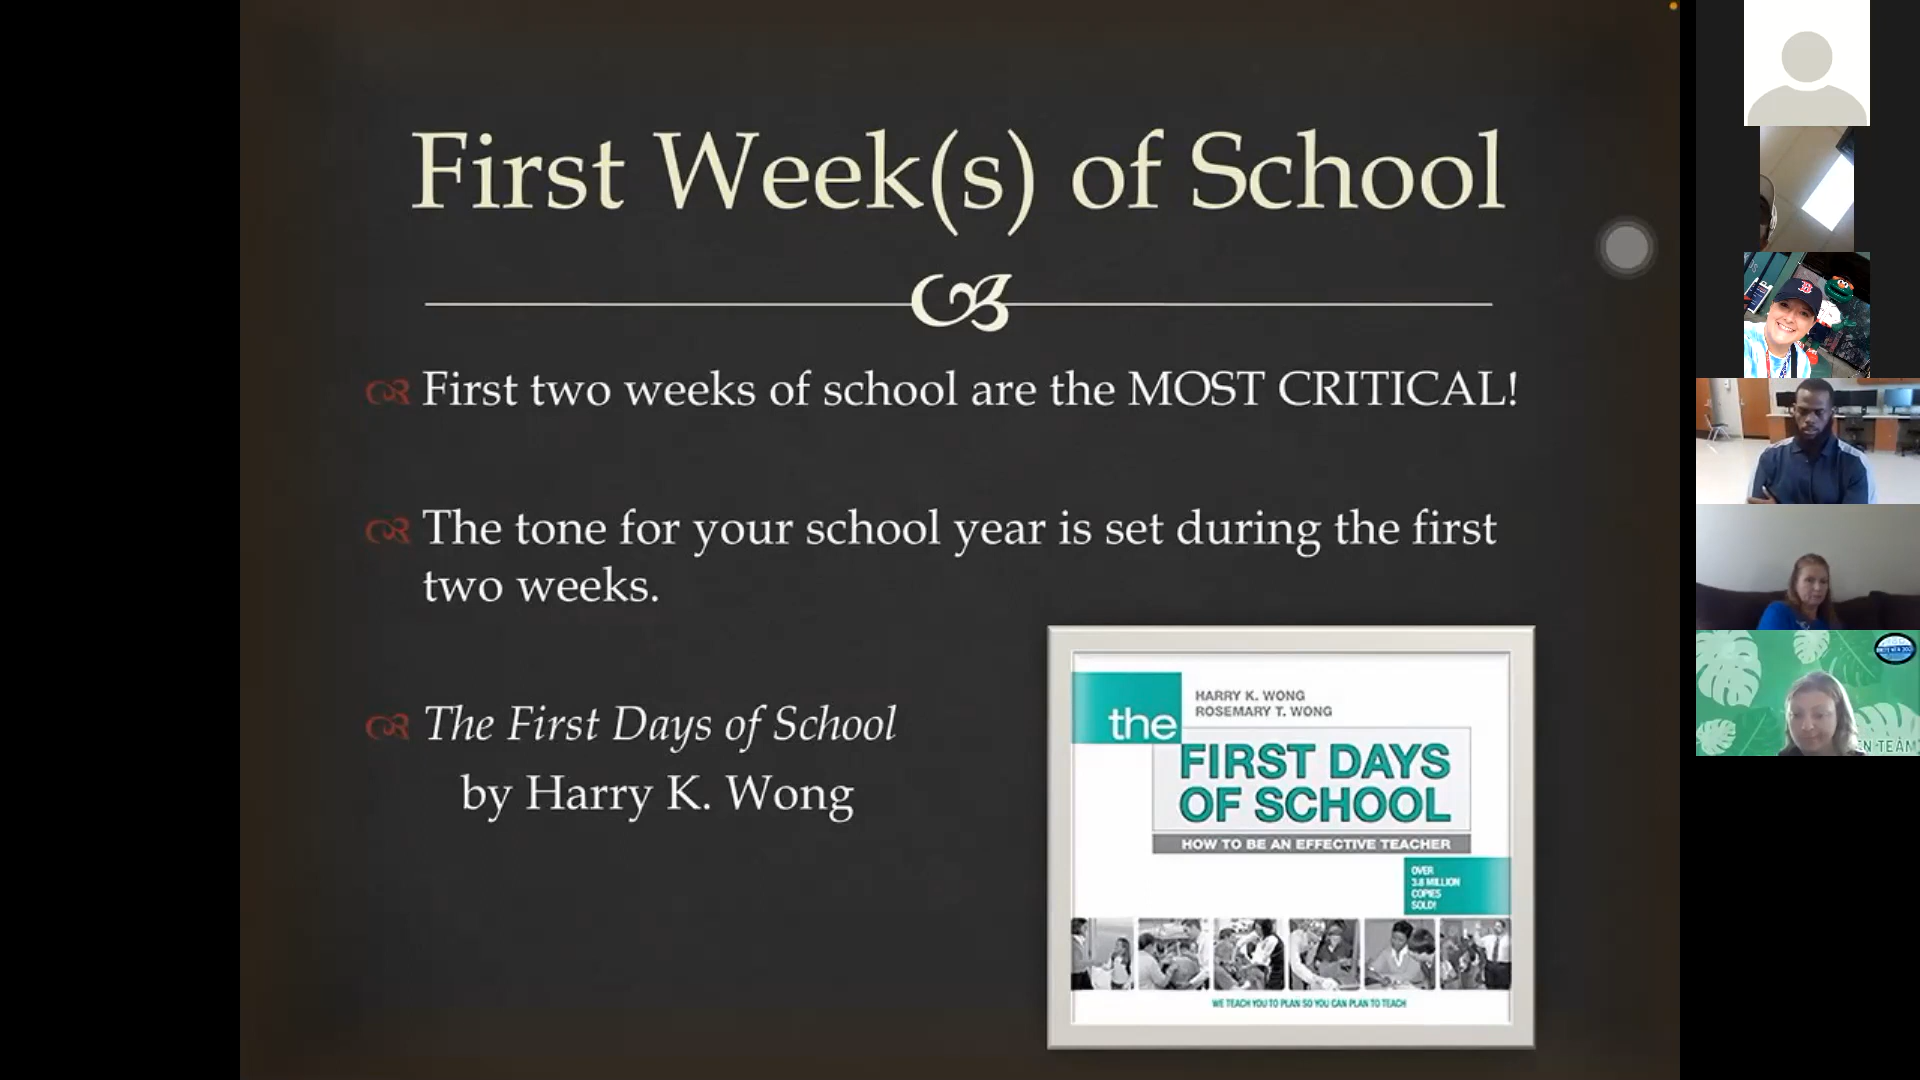 First Week(s) of School
First two weeks of school are the MOST CRITICAL!
The tone for your school year is set during the first
two weeks.
The First Days of School
by Harry K. Wong
HARRY K. WONG
ROSEMARY T. WONG
the
FIRST DAYS
OF SCHOOL
HOW TO BE AN EFFECTIVE TEACHER
OVER
3.8 MILLION
COPIES
SOLD!
WE TEACH YOU TO PLAN SO YOU CAN PLAN TO TEACH
B
EN TEAM